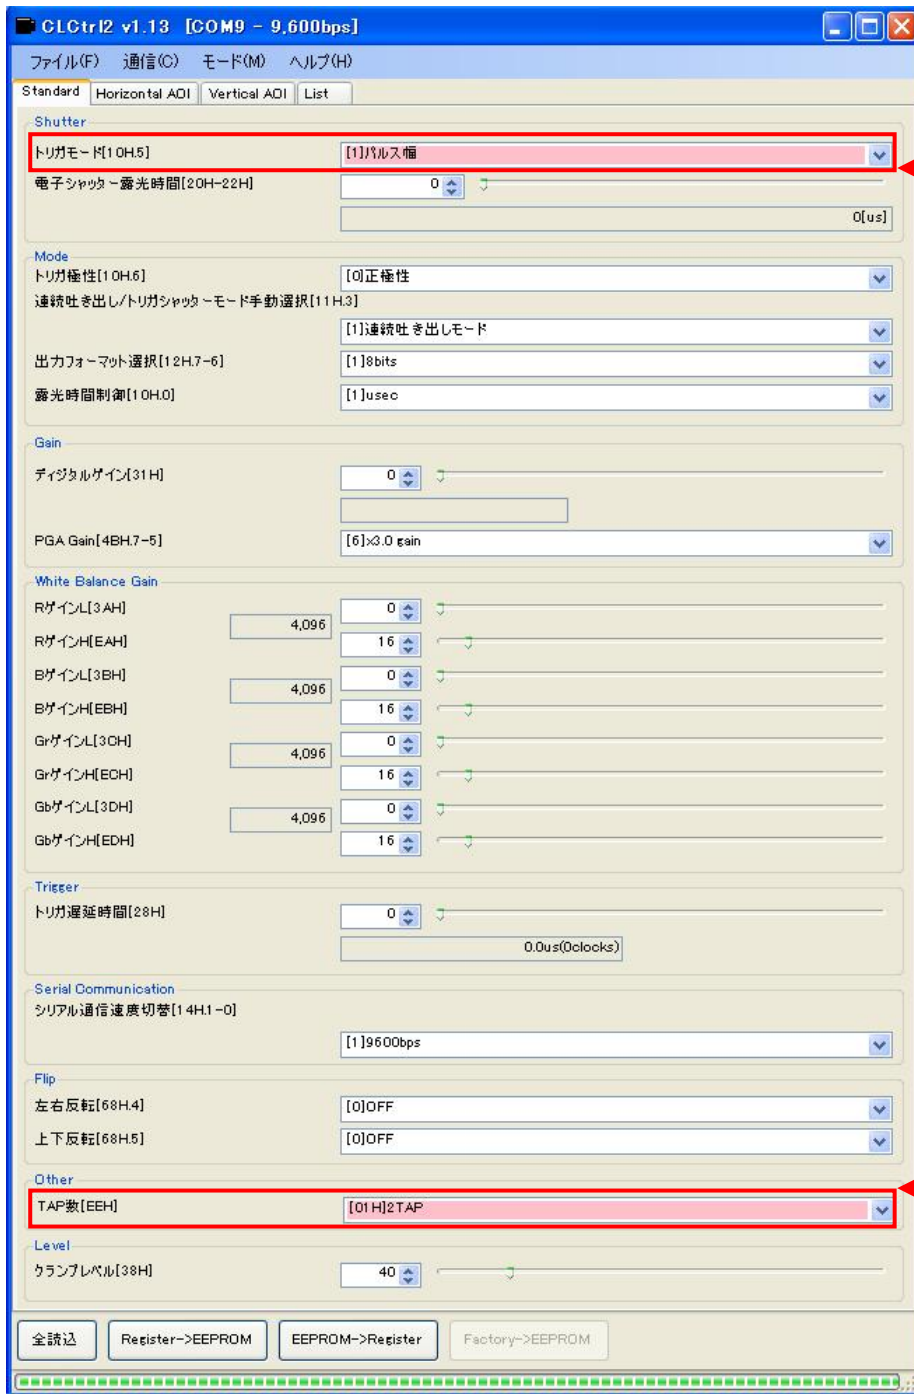 CLCtrl2 v1.13 [COM9 - 9,600bps]
ファイル(F) 通信(C) モード(M) ヘルプ(H)
Standard Horizontal AOI Vertical AOI List
Shutter
トリガモード[10H.5] [1]パルス幅
電子シャッター露光時間[20H-22H] 0
0[us]
Mode
トリガ極性[10H.6] [0]正極性
連続吐き出し/トリガシャッターモード手動選択[11H.3]
[1]連続吐き出しモード
出力フォーマット選択[12H.7-6] [1]8bits
露光時間制御[10H.0] [1]usec
Gain
ディジタルゲイン[31H] 0
PGA Gain[4BH.7-5] [6]x3.0 gain
White Balance Gain
RゲインL[3AH] 0
4,096
RゲインH[EAH] 16
BゲインL[3BH] 0
4,096
BゲインH[EBH] 16
GrゲインL[3CH] 0
4,096
GrゲインH[ECH] 16
GbゲインL[3DH] 0
4,096
GbゲインH[EDH] 16
Trigger
トリガ遅延時間[28H] 0
0.0us(0clocks)
Serial Communication
シリアル通信速度切替[14H.1-0]
[1]9600bps
Flip
左右反転[68H.4] [0]OFF
上下反転[68H.5] [0]OFF
Other
TAP数[EEH] [01H]2TAP
Level
クランプレベル[38H] 40
全読込 Register->EEPROM EEPROM->Register Factory->EEPROM